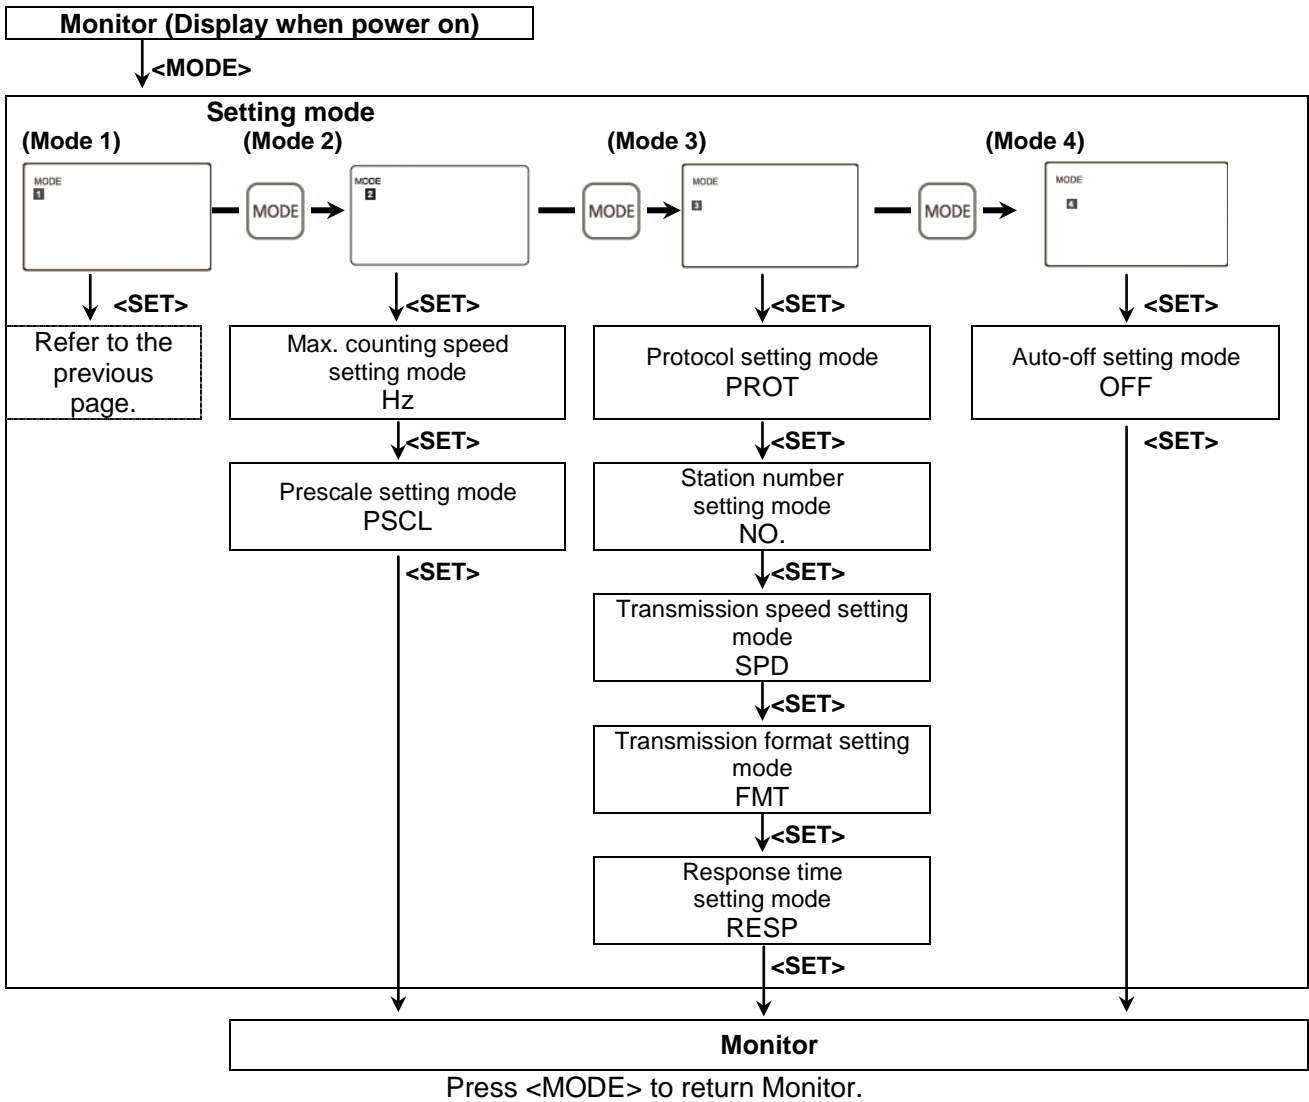 Monitor (Display when power on)
<MODE>
Setting mode
(Mode 1)
(Mode 2)
(Mode 3)
(Mode 4)
MODE
1
MODE
MODE
2
MODE
MODE
3
MODE
MODE
4
<SET>
<SET>
<SET>
<SET>
Refer to the
previous
page.
Max. counting speed
setting mode
Hz
<SET>
Prescale setting mode
PSCL
<SET>
Protocol setting mode
PROT
<SET>
Station number
setting mode
NO.
<SET>
Transmission speed setting
mode
SPD
<SET>
Transmission format setting
mode
FMT
<SET>
Response time
setting mode
RESP
<SET>
Auto-off setting mode
OFF
<SET>
Monitor
Press <MODE> to return Monitor.